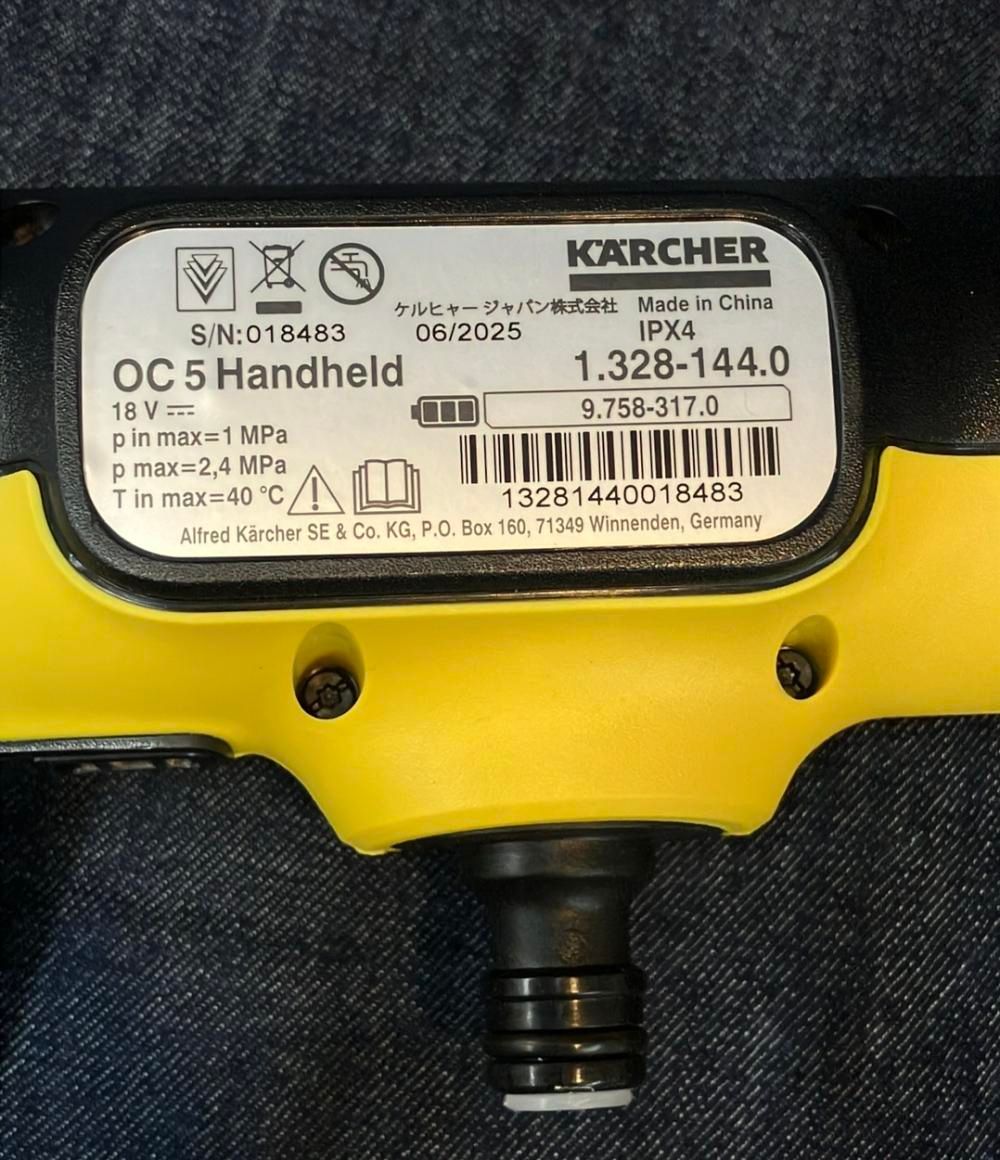 KÄRCHER
ケルヒャー ジャパン株式会社 Made in China
S/N:018483 06/2025 IPX4
OC 5 Handheld 1.328-144.0
18 V
9.758-317.0
p in max=1 MPa
p max=2,4 MPa
T in max=40 °C
13281440018483
Alfred Kärcher SE & Co. KG, P.O. Box 160, 71349 Winnenden, Germany